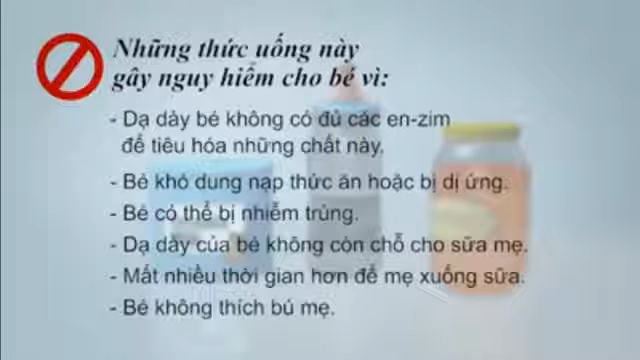 Những thức uống này
gây nguy hiểm cho bé vì:
- Dạ dày bé không có đủ các en-zim
để tiêu hóa những chất này.
- Bé khó dung nạp thức ăn hoặc bị dị ứng.
- Bé có thể bị nhiễm trùng.
- Dạ dày của bé không còn chỗ cho sữa mẹ.
- Mất nhiều thời gian hơn để mẹ xuống sữa.
- Bé không thích bú mẹ.